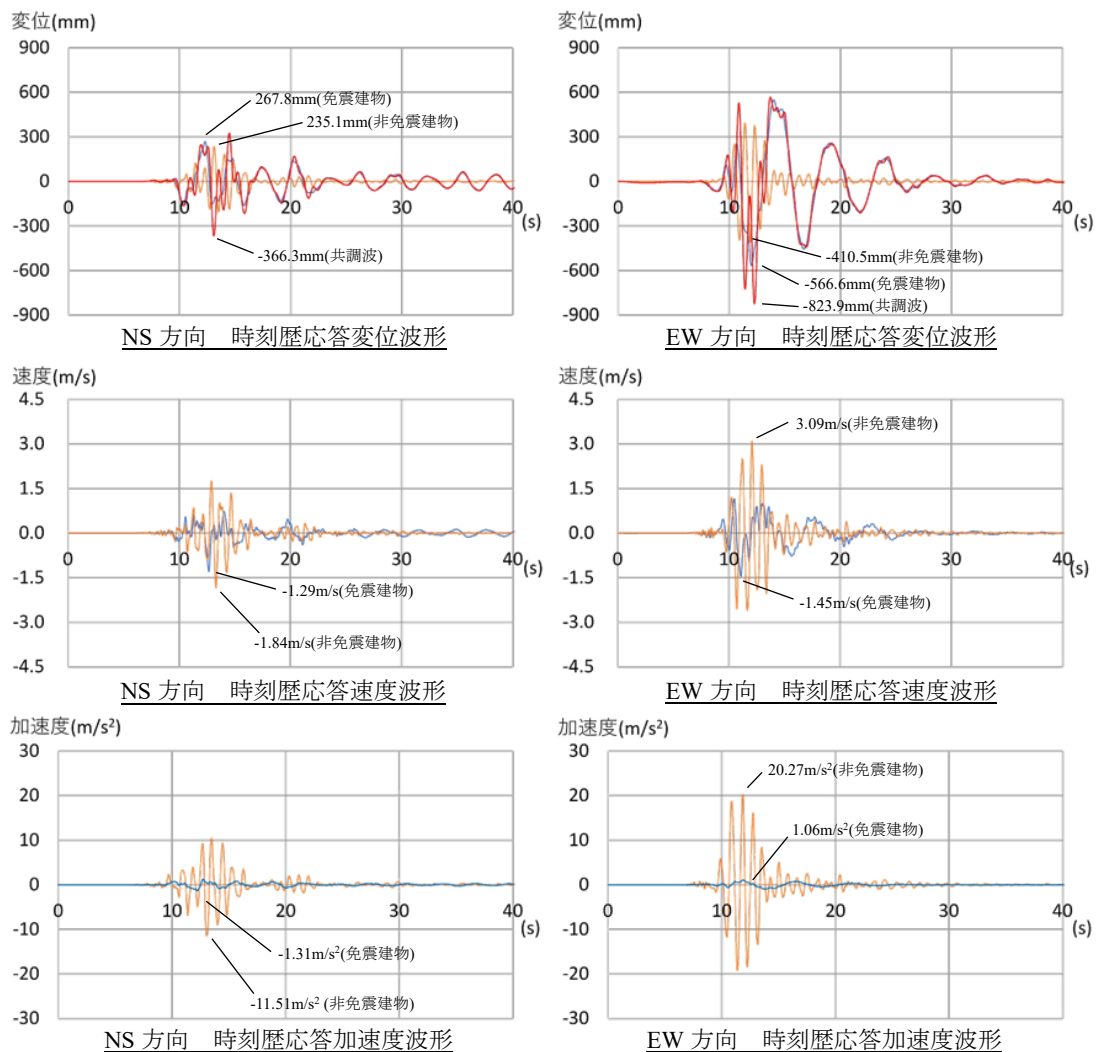 変位(mm)
900
600
300
0
-300
-600
-900
0
10
20
30
40
(s)
267.8mm(免震建物)
235.1mm(非免震建物)
-366.3mm(共調波)
NS 方向　時刻歴応答変位波形
変位(mm)
900
600
300
0
-300
-600
-900
0
10
20
30
40
(s)
-410.5mm(非免震建物)
-566.6mm(免震建物)
-823.9mm(共調波)
EW 方向　時刻歴応答変位波形
速度(m/s)
4.5
3.0
1.5
0.0
-1.5
-3.0
-4.5
0
10
20
30
40
(s)
-1.29m/s(免震建物)
-1.84m/s(非免震建物)
NS 方向　時刻歴応答速度波形
速度(m/s)
4.5
3.0
1.5
0.0
-1.5
-3.0
-4.5
0
10
20
30
40
(s)
3.09m/s(非免震建物)
-1.45m/s(免震建物)
EW 方向　時刻歴応答速度波形
加速度(m/s²)
30
20
10
0
-10
-20
-30
0
10
20
30
40
(s)
-1.31m/s²(免震建物)
-11.51m/s² (非免震建物)
NS 方向　時刻歴応答加速度波形
加速度(m/s²)
30
20
10
0
-10
-20
-30
0
10
20
30
40
(s)
20.27m/s²(非免震建物)
1.06m/s²(免震建物)
EW 方向　時刻歴応答加速度波形